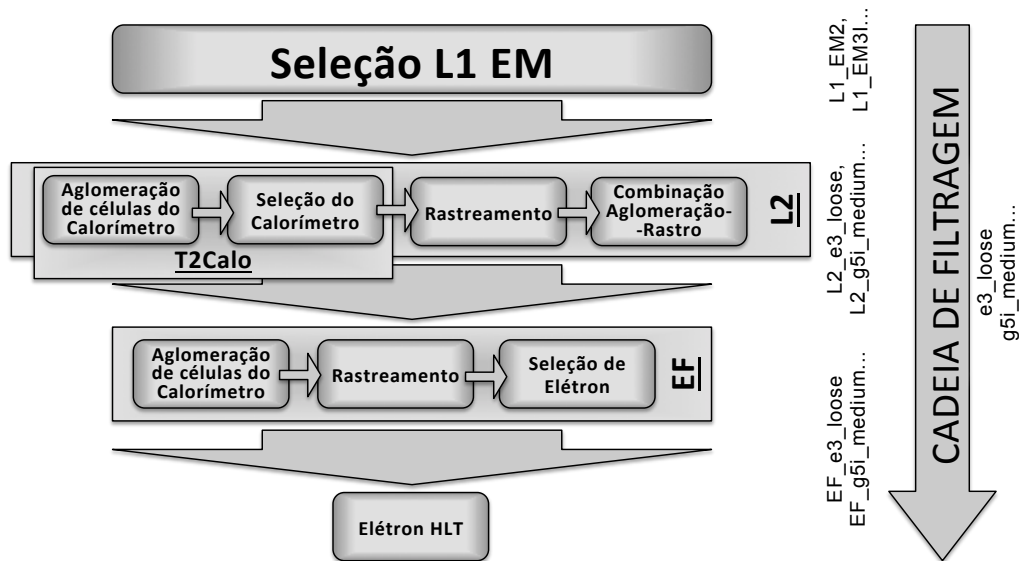 Seleção L1 EM
L1_EM2,
L1_EM3I...
Aglomeração
de células do
Calorímetro
Seleção do
Calorímetro
T2Calo
Rastreamento
Combinação
Aglomeração-
-Rastro
L2
L2_e3_loose,
L2_g5i_medium...
Aglomeração
de células do
Calorímetro
Rastreamento
Seleção de
Elétron
EF
EF_e3_loose
EF_g5i_medium...
Elétron HLT
CADEIA DE FILTRAGEM
e3_loose
g5i_medium...